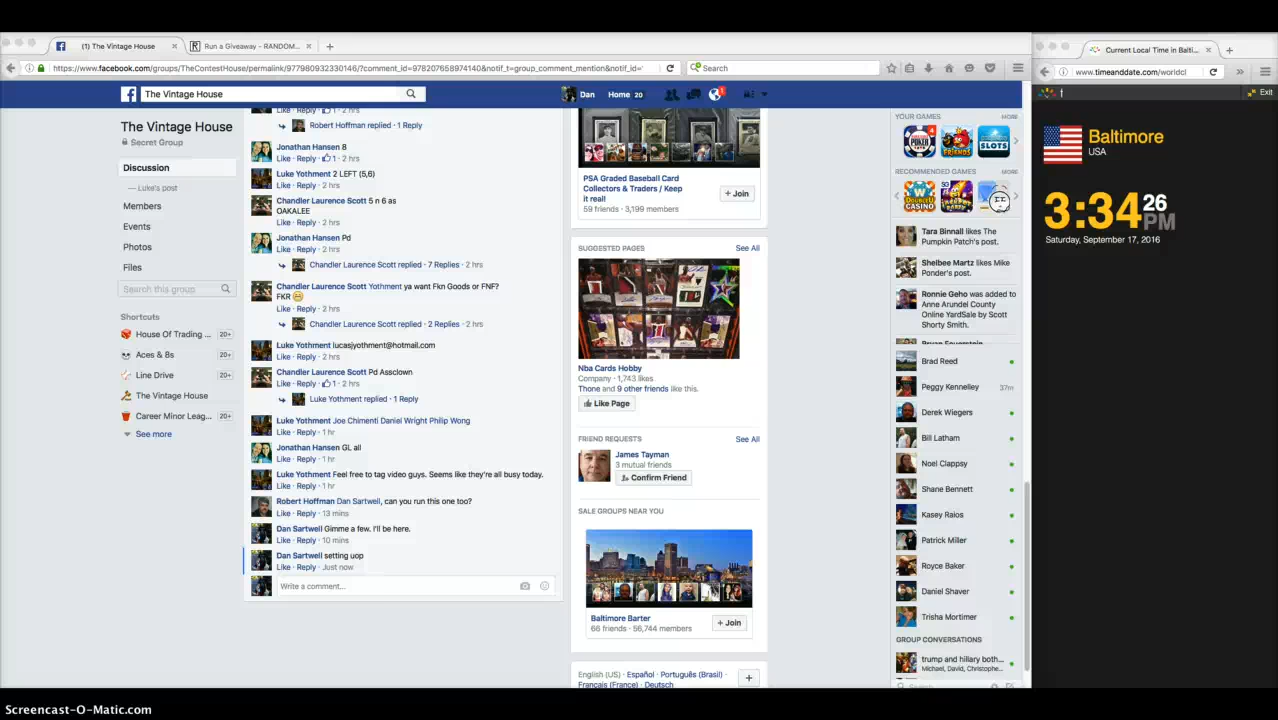 (1) The Vintage House
Run a Giveaway - RANDOM...
https://www.facebook.com/groups/TheContestHouse/permalink/977980932330146/?comment_id=978207658974140&notif_t=group_comment_mention&notif_id=
Search
The Vintage House
Dan
Home 20
1
The Vintage House
Secret Group
Discussion
— Luke's post
Members
Events
Photos
Files
Search this group
Shortcuts
House Of Trading ... 20+
Aces & 8s 20+
Line Drive 20+
The Vintage House
Career Minor Leag... 20+
See more
Like · Reply · 1 · 2 hrs
Robert Hoffman replied · 1 Reply
Jonathan Hansen 8
Like · Reply · 1 · 2 hrs
Luke Yothment 2 LEFT (5,6)
Like · Reply · 2 hrs
Chandler Laurence Scott 5 n 6 as
OAKALEE
Like · Reply · 2 hrs
Jonathan Hansen Pd
Like · Reply · 2 hrs
Chandler Laurence Scott replied · 7 Replies · 2 hrs
Chandler Laurence Scott Yothment ya want Fkn Goods or FNF?
FKR
Like · Reply · 2 hrs
Chandler Laurence Scott replied · 2 Replies · 2 hrs
Luke Yothment lucasjyothment@hotmail.com
Like · Reply · 2 hrs
Chandler Laurence Scott Pd Assclown
Like · Reply · 1 · 2 hrs
Luke Yothment replied · 1 Reply
Luke Yothment Joe Chimenti Daniel Wright Philip Wong
Like · Reply · 1 hr
Jonathan Hansen GL all
Like · Reply · 1 hr
Luke Yothment Feel free to tag video guys. Seems like they're all busy today.
Like · Reply · 1 hr
Robert Hoffman Dan Sartwell, can you run this one too?
Like · Reply · 13 mins
Dan Sartwell Gimme a few. I'll be here.
Like · Reply · 10 mins
Dan Sartwell setting uop
Like · Reply · Just now
Write a comment...
PSA Graded Baseball Card
Collectors & Traders / Keep
it real!
59 friends · 3,199 members
+ Join
SUGGESTED PAGES
See All
Nba Cards Hobby
Company · 1,743 likes
Thone and 9 other friends like this.
Like Page
FRIEND REQUESTS
See All
James Tayman
3 mutual friends
Confirm Friend
SALE GROUPS NEAR YOU
Baltimore Barter
66 friends · 56,744 members
+ Join
English (US) · Español · Português (Brasil) ·
Français (France) · Deutsch
YOUR GAMES
MORE
RECOMMENDED GAMES
MORE
Tara Binnall likes The
Pumpkin Patch's post.
Shelbee Martz likes Mike
Ponder's post.
Ronnie Geho was added to
Anne Arundel County
Online YardSale by Scott
Shorty Smith.
Brad Reed
Peggy Kennelley 37m
Derek Wiegers
Bill Latham
Noel Clappsy
Shane Bennett
Kasey Raios
Patrick Miller
Royce Baker
Daniel Shaver
Trisha Mortimer
GROUP CONVERSATIONS
trump and hillary both...
Michael, David, Christophe...
Search
Current Local Time in Balti...
www.timeanddate.com/worldcl
Exit
Baltimore
USA
3:34 26 PM
Saturday, September 17, 2016
Screencast-O-Matic.com